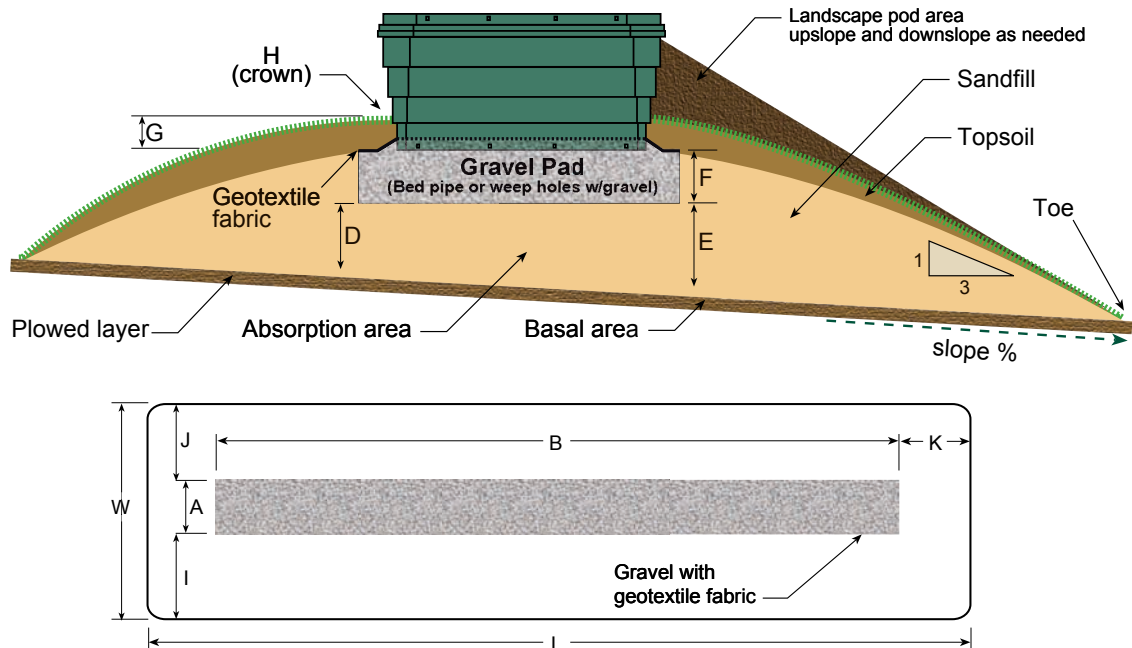 Landscape pod area
upslope and downslope as needed
H
(crown)
Sandfill
G
Topsoil
Gravel Pad
(Bed pipe or weep holes w/gravel)
F
Geotextile
fabric
Toe
D
E
1
3
Plowed layer
Absorption area
Basal area
slope %
J
B
K
W
A
I
Gravel with
geotextile fabric